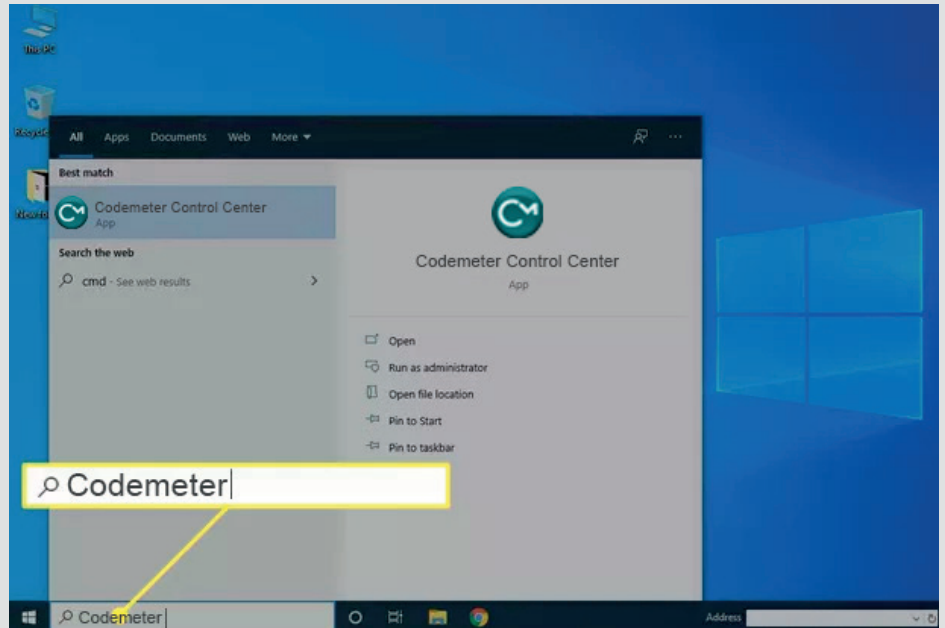 This PC
Recycle
All Apps Documents Web More
Best match
Codemeter Control Center
App
Search the web
cmd - See web results
Codemeter Control Center
App
Open
Run as administrator
Open file location
Pin to Start
Pin to taskbar
Codemeter
Codemeter
Address